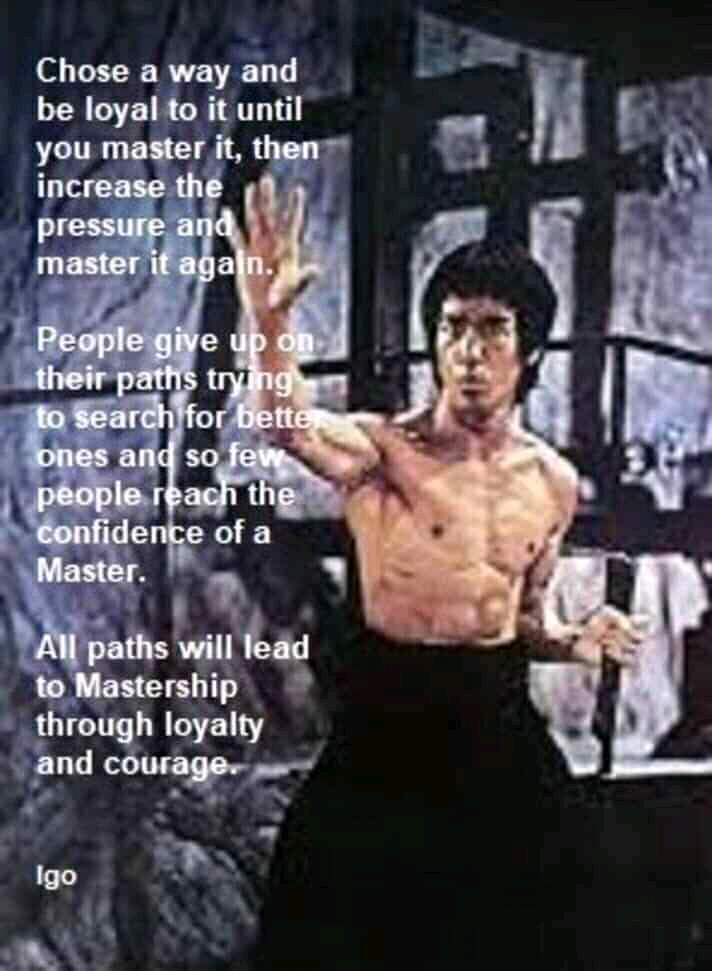 Chose a way and
be loyal to it until
you master it, then
increase the
pressure and
master it again.
People give up on
their paths trying
to search for better
ones and so few
people reach the
confidence of a
Master.
All paths will lead
to Mastership
through loyalty
and courage.
Igo